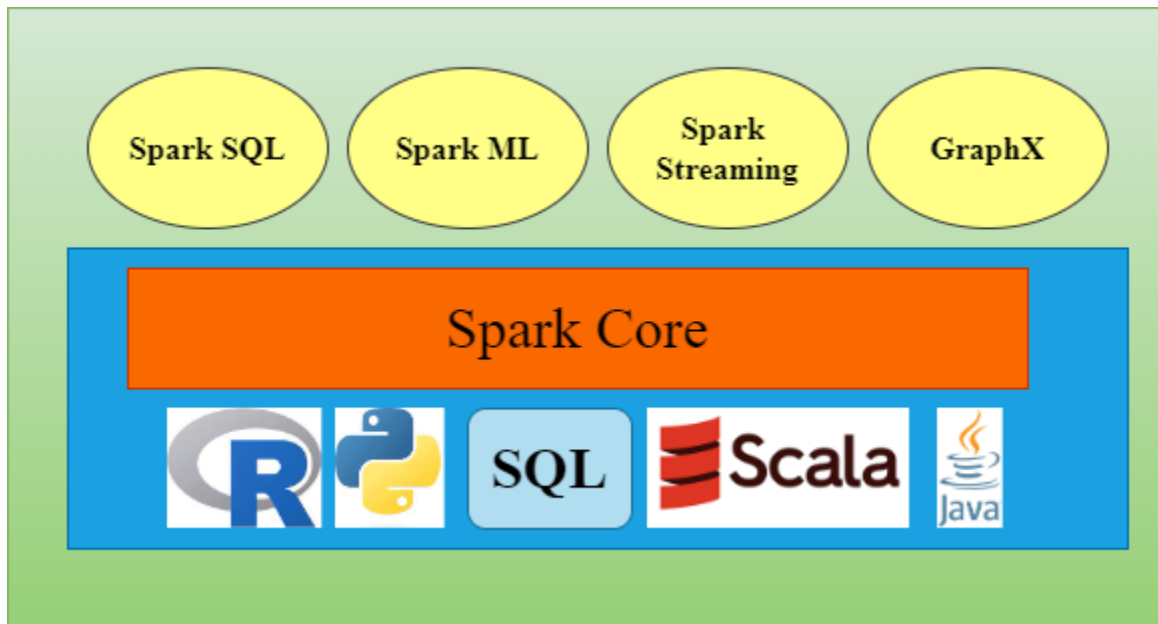 Spark SQL
Spark ML
Spark
Streaming
GraphX
Spark Core
R
SQL
Scala
Java